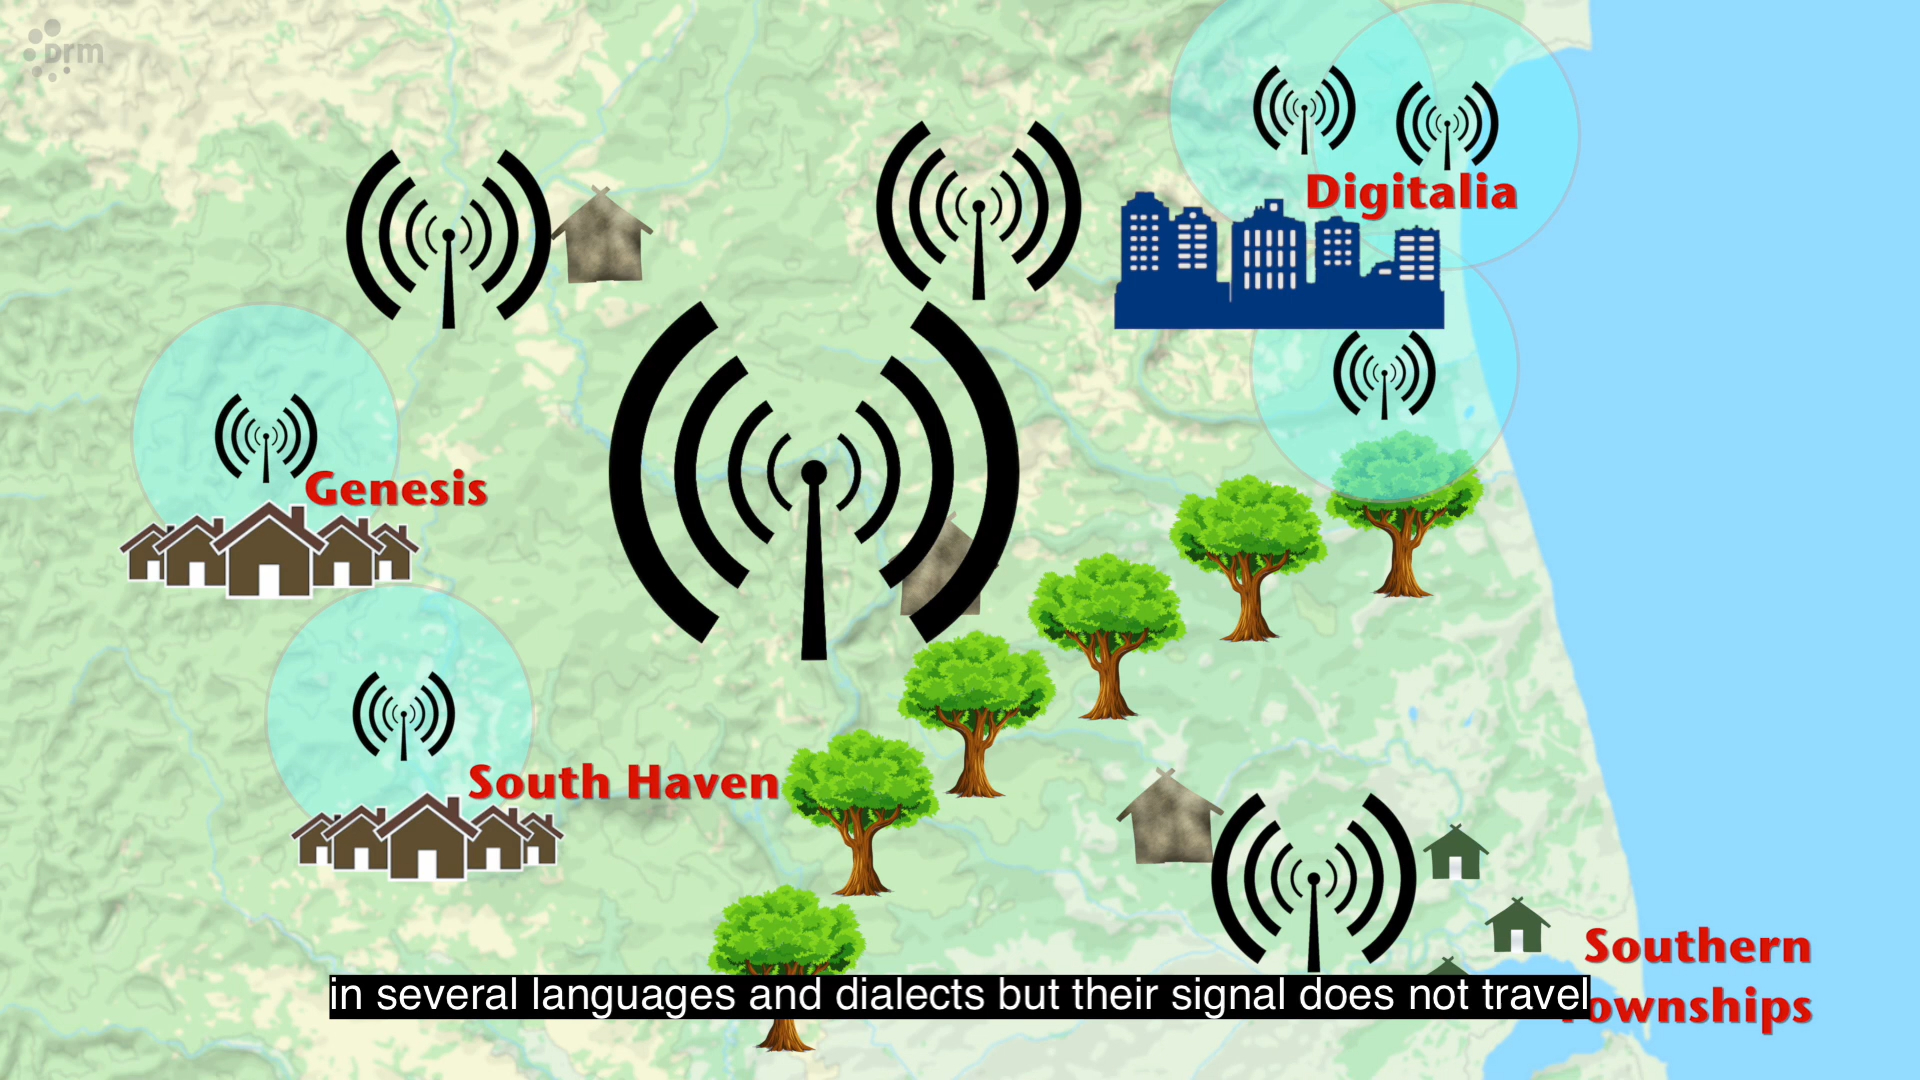 Drm
Digitalia
Genesis
South Haven
Southern
ownships
in several languages and dialects but their signal does not travel